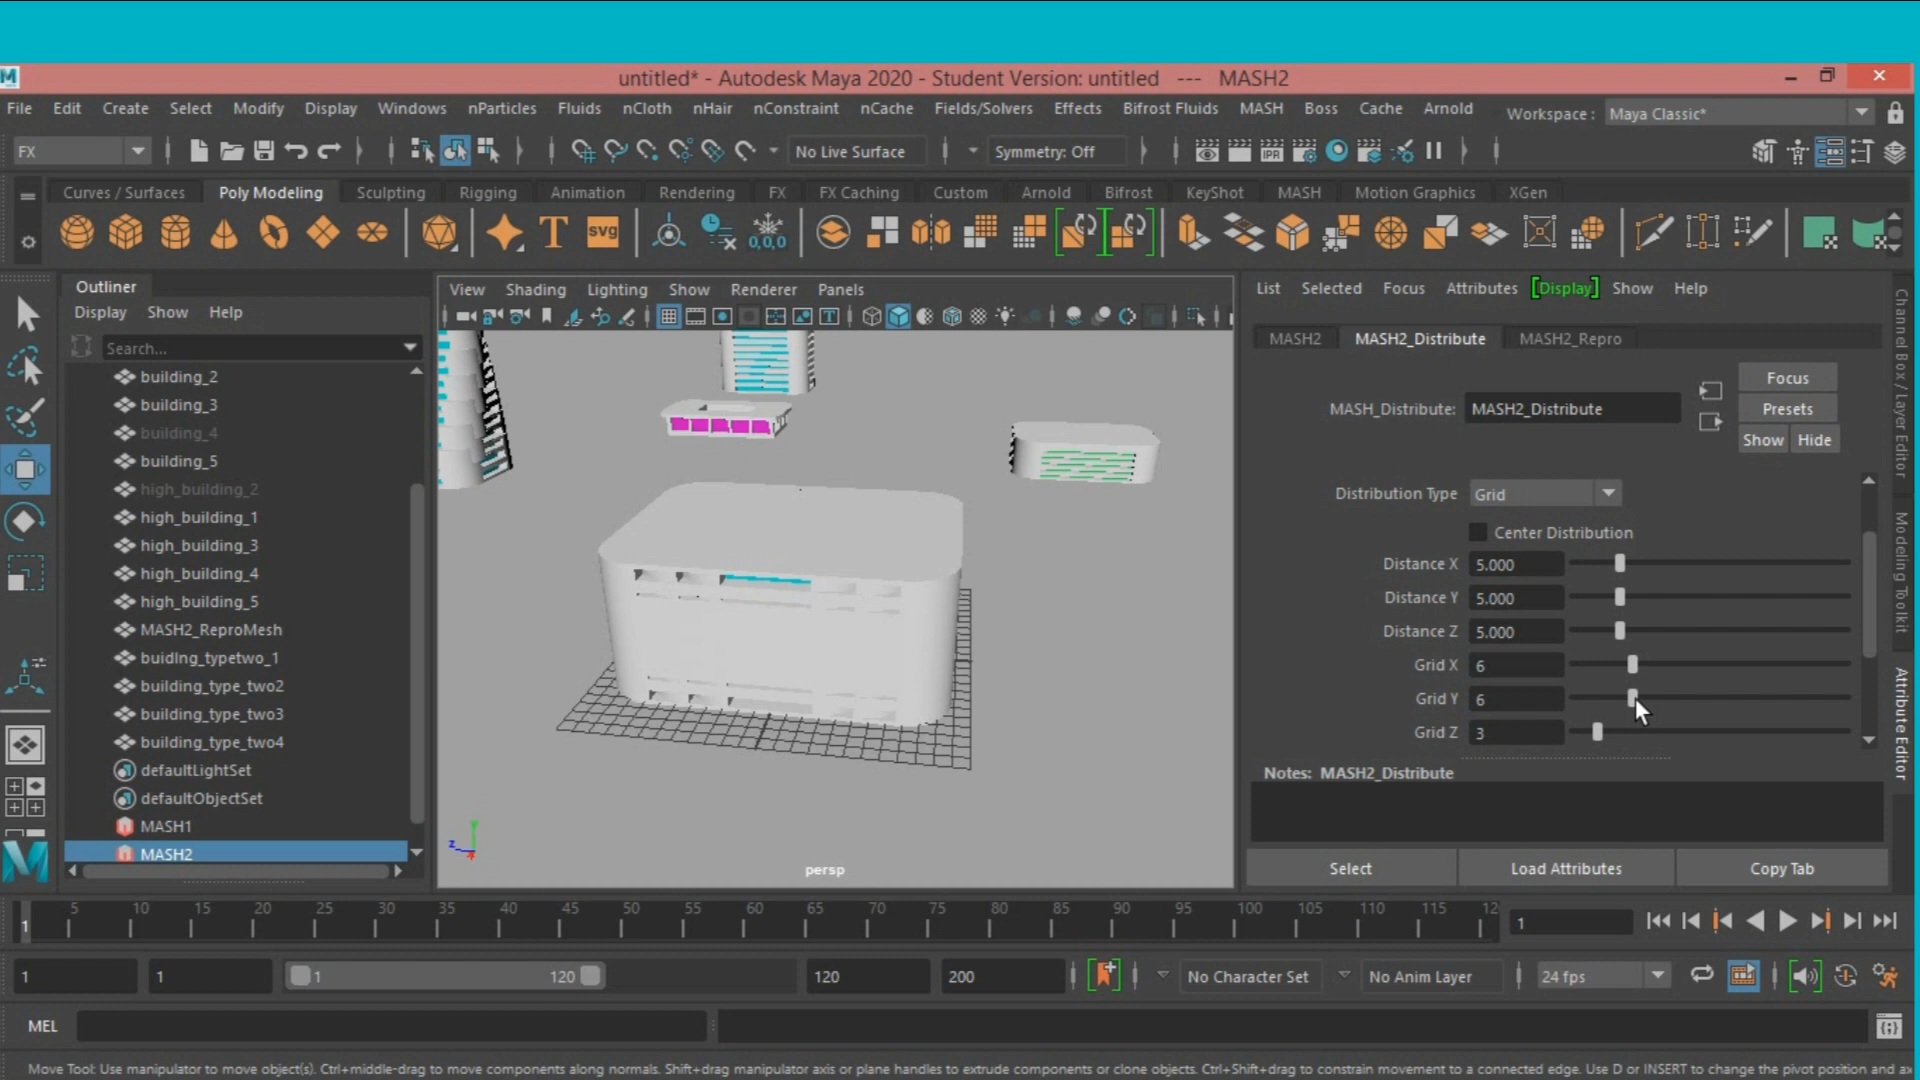 untitled* - Autodesk Maya 2020 - Student Version: untitled --- MASH2
File Edit Create Select Modify Display Windows nParticles Fluids nCloth nHair nConstraint nCache Fields/Solvers Effects Bifrost Fluids MASH Boss Cache Arnold Workspace : Maya Classic*
FX No Live Surface Symmetry: Off IPR
Curves / Surfaces Poly Modeling Sculpting Rigging Animation Rendering FX FX Caching Custom Arnold Bifrost KeyShot MASH Motion Graphics XGen
T SVG 0,0,0
Outliner
Display Show Help
Search...
building_2
building_3
building_4
building_5
high_building_2
high_building_1
high_building_3
high_building_4
high_building_5
MASH2_ReproMesh
buidlng_typetwo_1
building_type_two2
building_type_two3
building_type_two4
defaultLightSet
defaultObjectSet
MASH1
MASH2
View Shading Lighting Show Renderer Panels
persp
List Selected Focus Attributes [Display] Show Help
MASH2 MASH2_Distribute MASH2_Repro
MASH_Distribute: MASH2_Distribute
Focus
Presets
Show Hide
Distribution Type Grid
Center Distribution
Distance X 5.000
Distance Y 5.000
Distance Z 5.000
Grid X 6
Grid Y 6
Grid Z 3
Notes: MASH2_Distribute
Select Load Attributes Copy Tab
Channel Box / Layer Editor
Modeling Toolkit
Attribute Editor
1 5 10 15 20 25 30 35 40 45 50 55 60 65 70 75 80 85 90 95 100 105 110 115 12 1
1 1 1 120 120 200 No Character Set No Anim Layer 24 fps
MEL
Move Tool: Use manipulator to move object(s). Ctrl+middle-drag to move components along normals. Shift+drag manipulator axis or plane handles to extrude components or clone objects. Ctrl+Shift+drag to constrain movement to a connected edge. Use D or INSERT to change the pivot position and ax